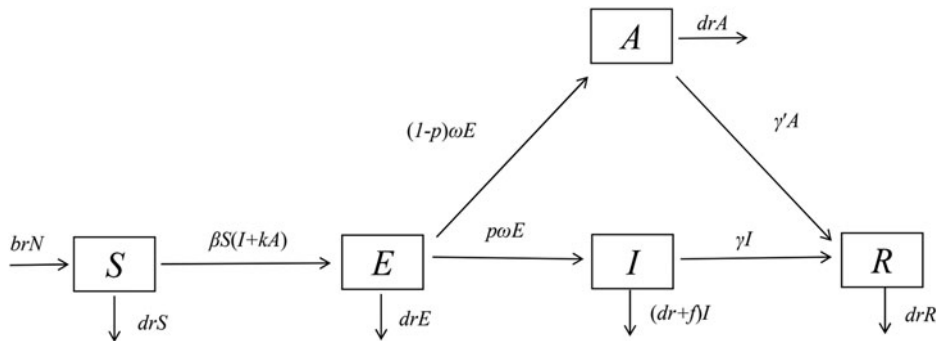 A
drA
(1-p)ωE
γ'A
brN
S
βS(I+kA)
E
pωE
I
γI
R
drS
drE
(dr+f)I
drR